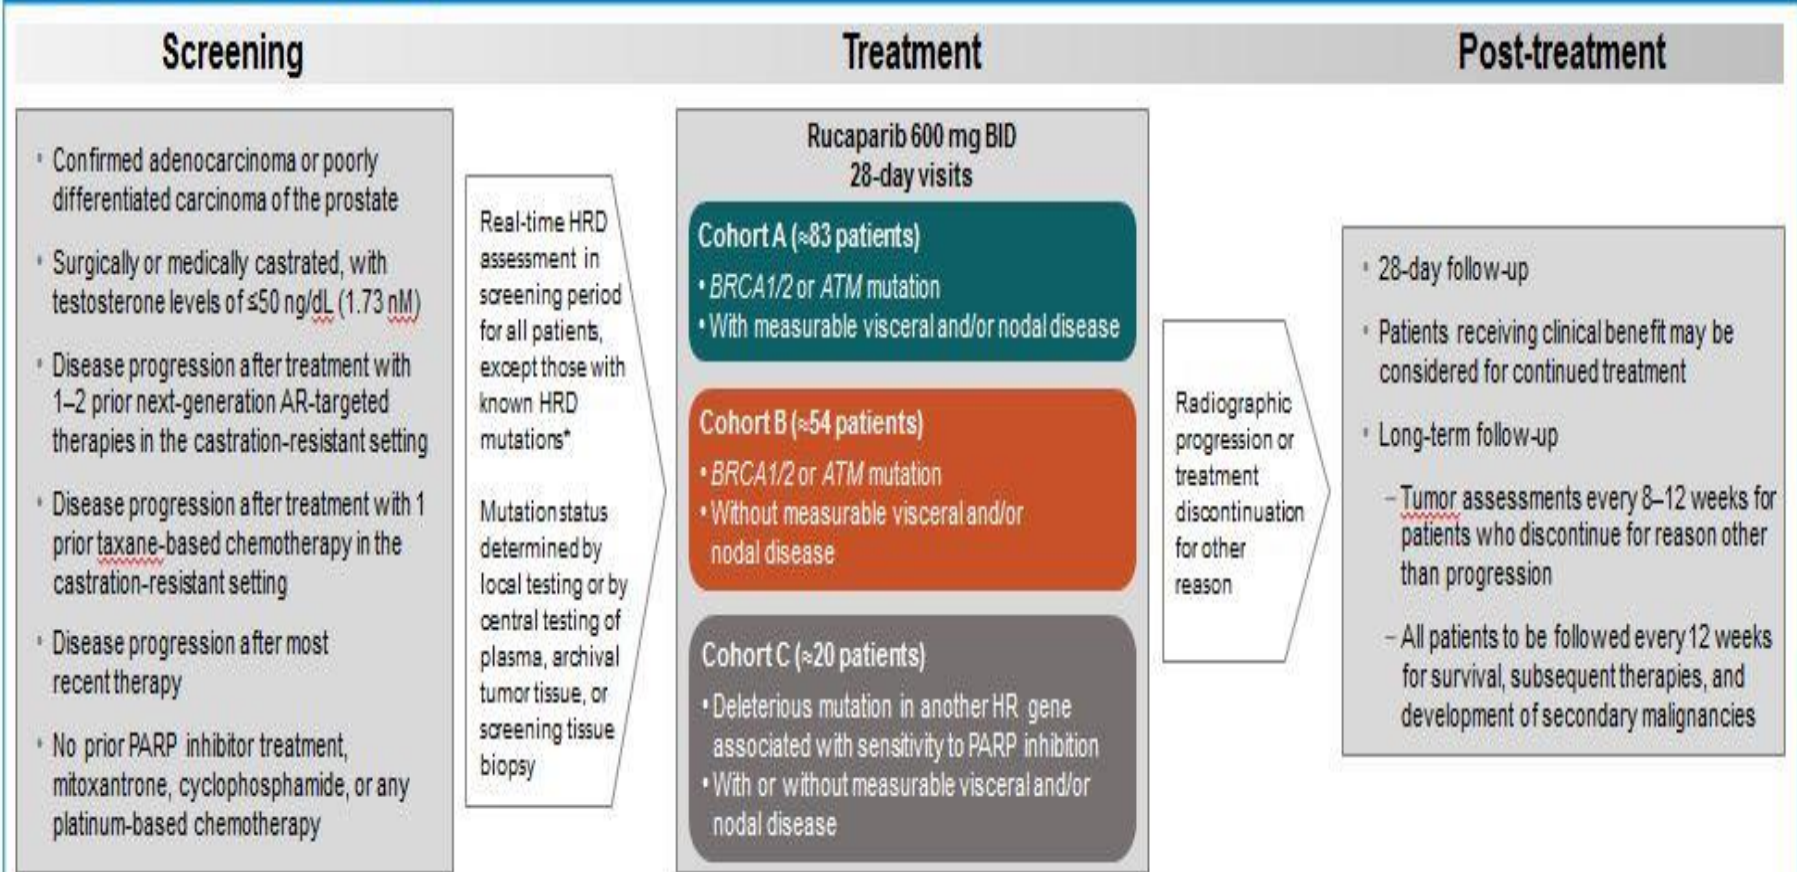 Screening
Treatment
Post-treatment
• Confirmed adenocarcinoma or poorly
differentiated carcinoma of the prostate
• Surgically or medically castrated, with
testosterone levels of ≤50 ng/dL (1.73 nM)
• Disease progression after treatment with
1–2 prior next-generation AR-targeted
therapies in the castration-resistant setting
• Disease progression after treatment with 1
prior taxane-based chemotherapy in the
castration-resistant setting
• Disease progression after most
recent therapy
• No prior PARP inhibitor treatment,
mitoxantrone, cyclophosphamide, or any
platinum-based chemotherapy
Real-time HRD
assessment in
screening period
for all patients,
except those with
known HRD
mutations*
Mutation status
determined by
local testing or by
central testing of
plasma, archival
tumor tissue, or
screening tissue
biopsy
Rucaparib 600 mg BID
28-day visits
Cohort A (≈83 patients)
• BRCA1/2 or ATM mutation
• With measurable visceral and/or nodal disease
Cohort B (≈54 patients)
• BRCA1/2 or ATM mutation
• Without measurable visceral and/or
nodal disease
Cohort C (≈20 patients)
• Deleterious mutation in another HR gene
associated with sensitivity to PARP inhibition
• With or without measurable visceral and/or
nodal disease
Radiographic
progression or
treatment
discontinuation
for other
reason
• 28-day follow-up
• Patients receiving clinical benefit may be
considered for continued treatment
• Long-term follow-up
– Tumor assessments every 8–12 weeks for
patients who discontinue for reason other
than progression
– All patients to be followed every 12 weeks
for survival, subsequent therapies, and
development of secondary malignancies